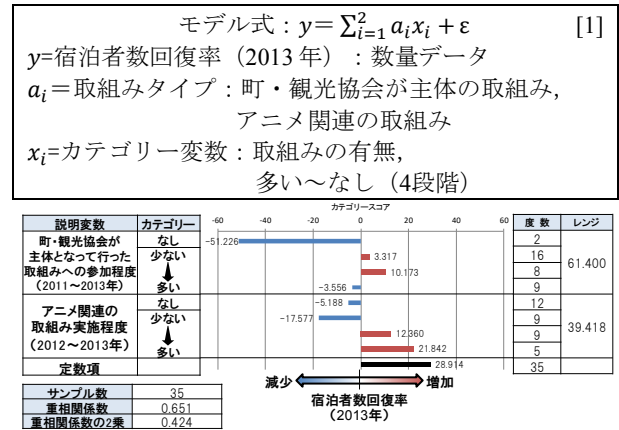 モデル式：y＝∑²ᵢ₌₁ aᵢxᵢ + ε [1]
y=宿泊者数回復率（2013年）：数量データ
aᵢ＝取組みタイプ：町・観光協会が主体の取組み，
アニメ関連の取組み
xᵢ=カテゴリー変数：取組みの有無,
多い～なし（4段階）
カテゴリースコア
説明変数 カテゴリー -60 -40 -20 0 20 40 60 度 数 レンジ
町・観光協会が
主体となって行った
取組みへの参加程度
（2011～2013年）
なし -51.226 2
少ない 3.317 16
10.173 8
多い -3.556 9
61.400
アニメ関連の
取組み実施程度
（2012～2013年）
なし -5.188 12
少ない -17.577 9
12.360 9
多い 21.842 5
39.418
定数項 28.914 35
減少 増加
宿泊者数回復率
（2013年）
サンプル数 35
重相関係数 0.651
重相関係数の2乗 0.424